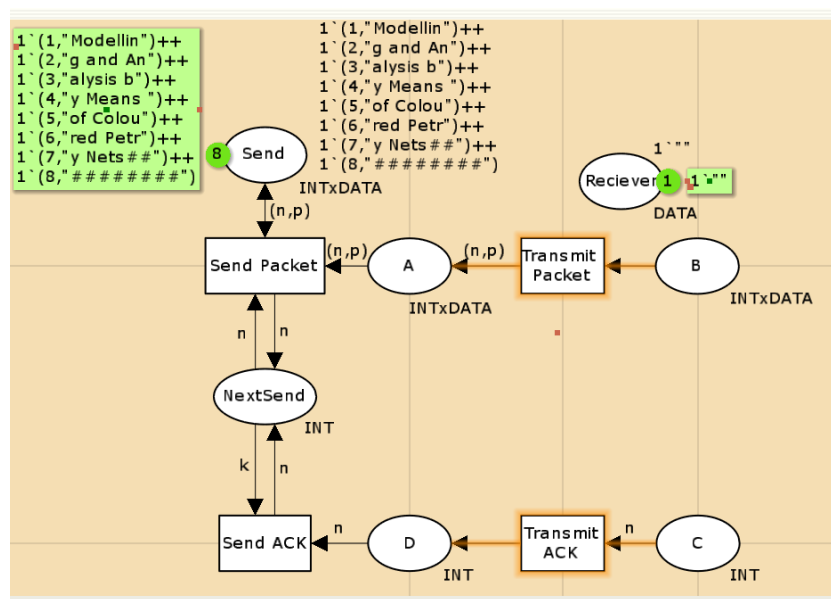 1`(1,"Modellin")++
1`(2,"g and An")++
1`(3,"alysis b")++
1`(4,"y Means ")++
1`(5,"of Colou")++
1`(6,"red Petr")++
1`(7,"y Nets##")++
1`(8,"########")
1`(1,"Modellin")++
1`(2,"g and An")++
1`(3,"alysis b")++
1`(4,"y Means ")++
1`(5,"of Colou")++
1`(6,"red Petr")++
1`(7,"y Nets##")++
1`(8,"########")
8
Send
INTxDATA
1`""
Reciever
1
1`""
DATA
(n,p)
Send Packet
(n,p)
A
INTxDATA
(n,p)
Transmit
Packet
B
INTxDATA
n
n
NextSend
INT
k
n
Send ACK
n
D
INT
Transmit
ACK
n
C
INT